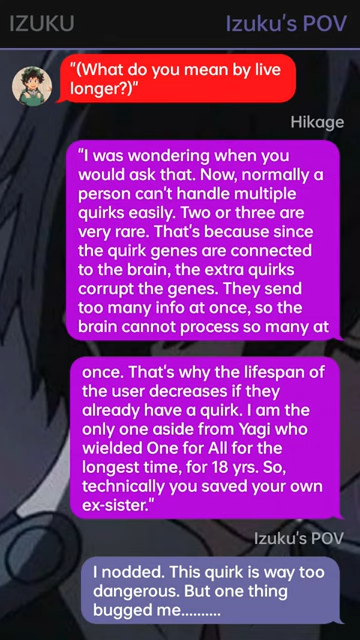 IZUKU
Izuku's POV
"(What do you mean by live
longer?)"
Hikage
"I was wondering when you
would ask that. Now, normally a
person can't handle multiple
quirks easily. Two or three are
very rare. That's because since
the quirk genes are connected
to the brain, the extra quirks
corrupt the genes. They send
too many info at once, so the
brain cannot process so many at
once. That's why the lifespan of
the user decreases if they
already have a quirk. I am the
only one aside from Yagi who
wielded One for All for the
longest time, for 18 yrs. So,
technically you saved your own
ex-sister."
Izuku's POV
I nodded. This quirk is way too
dangerous. But one thing
bugged me..........